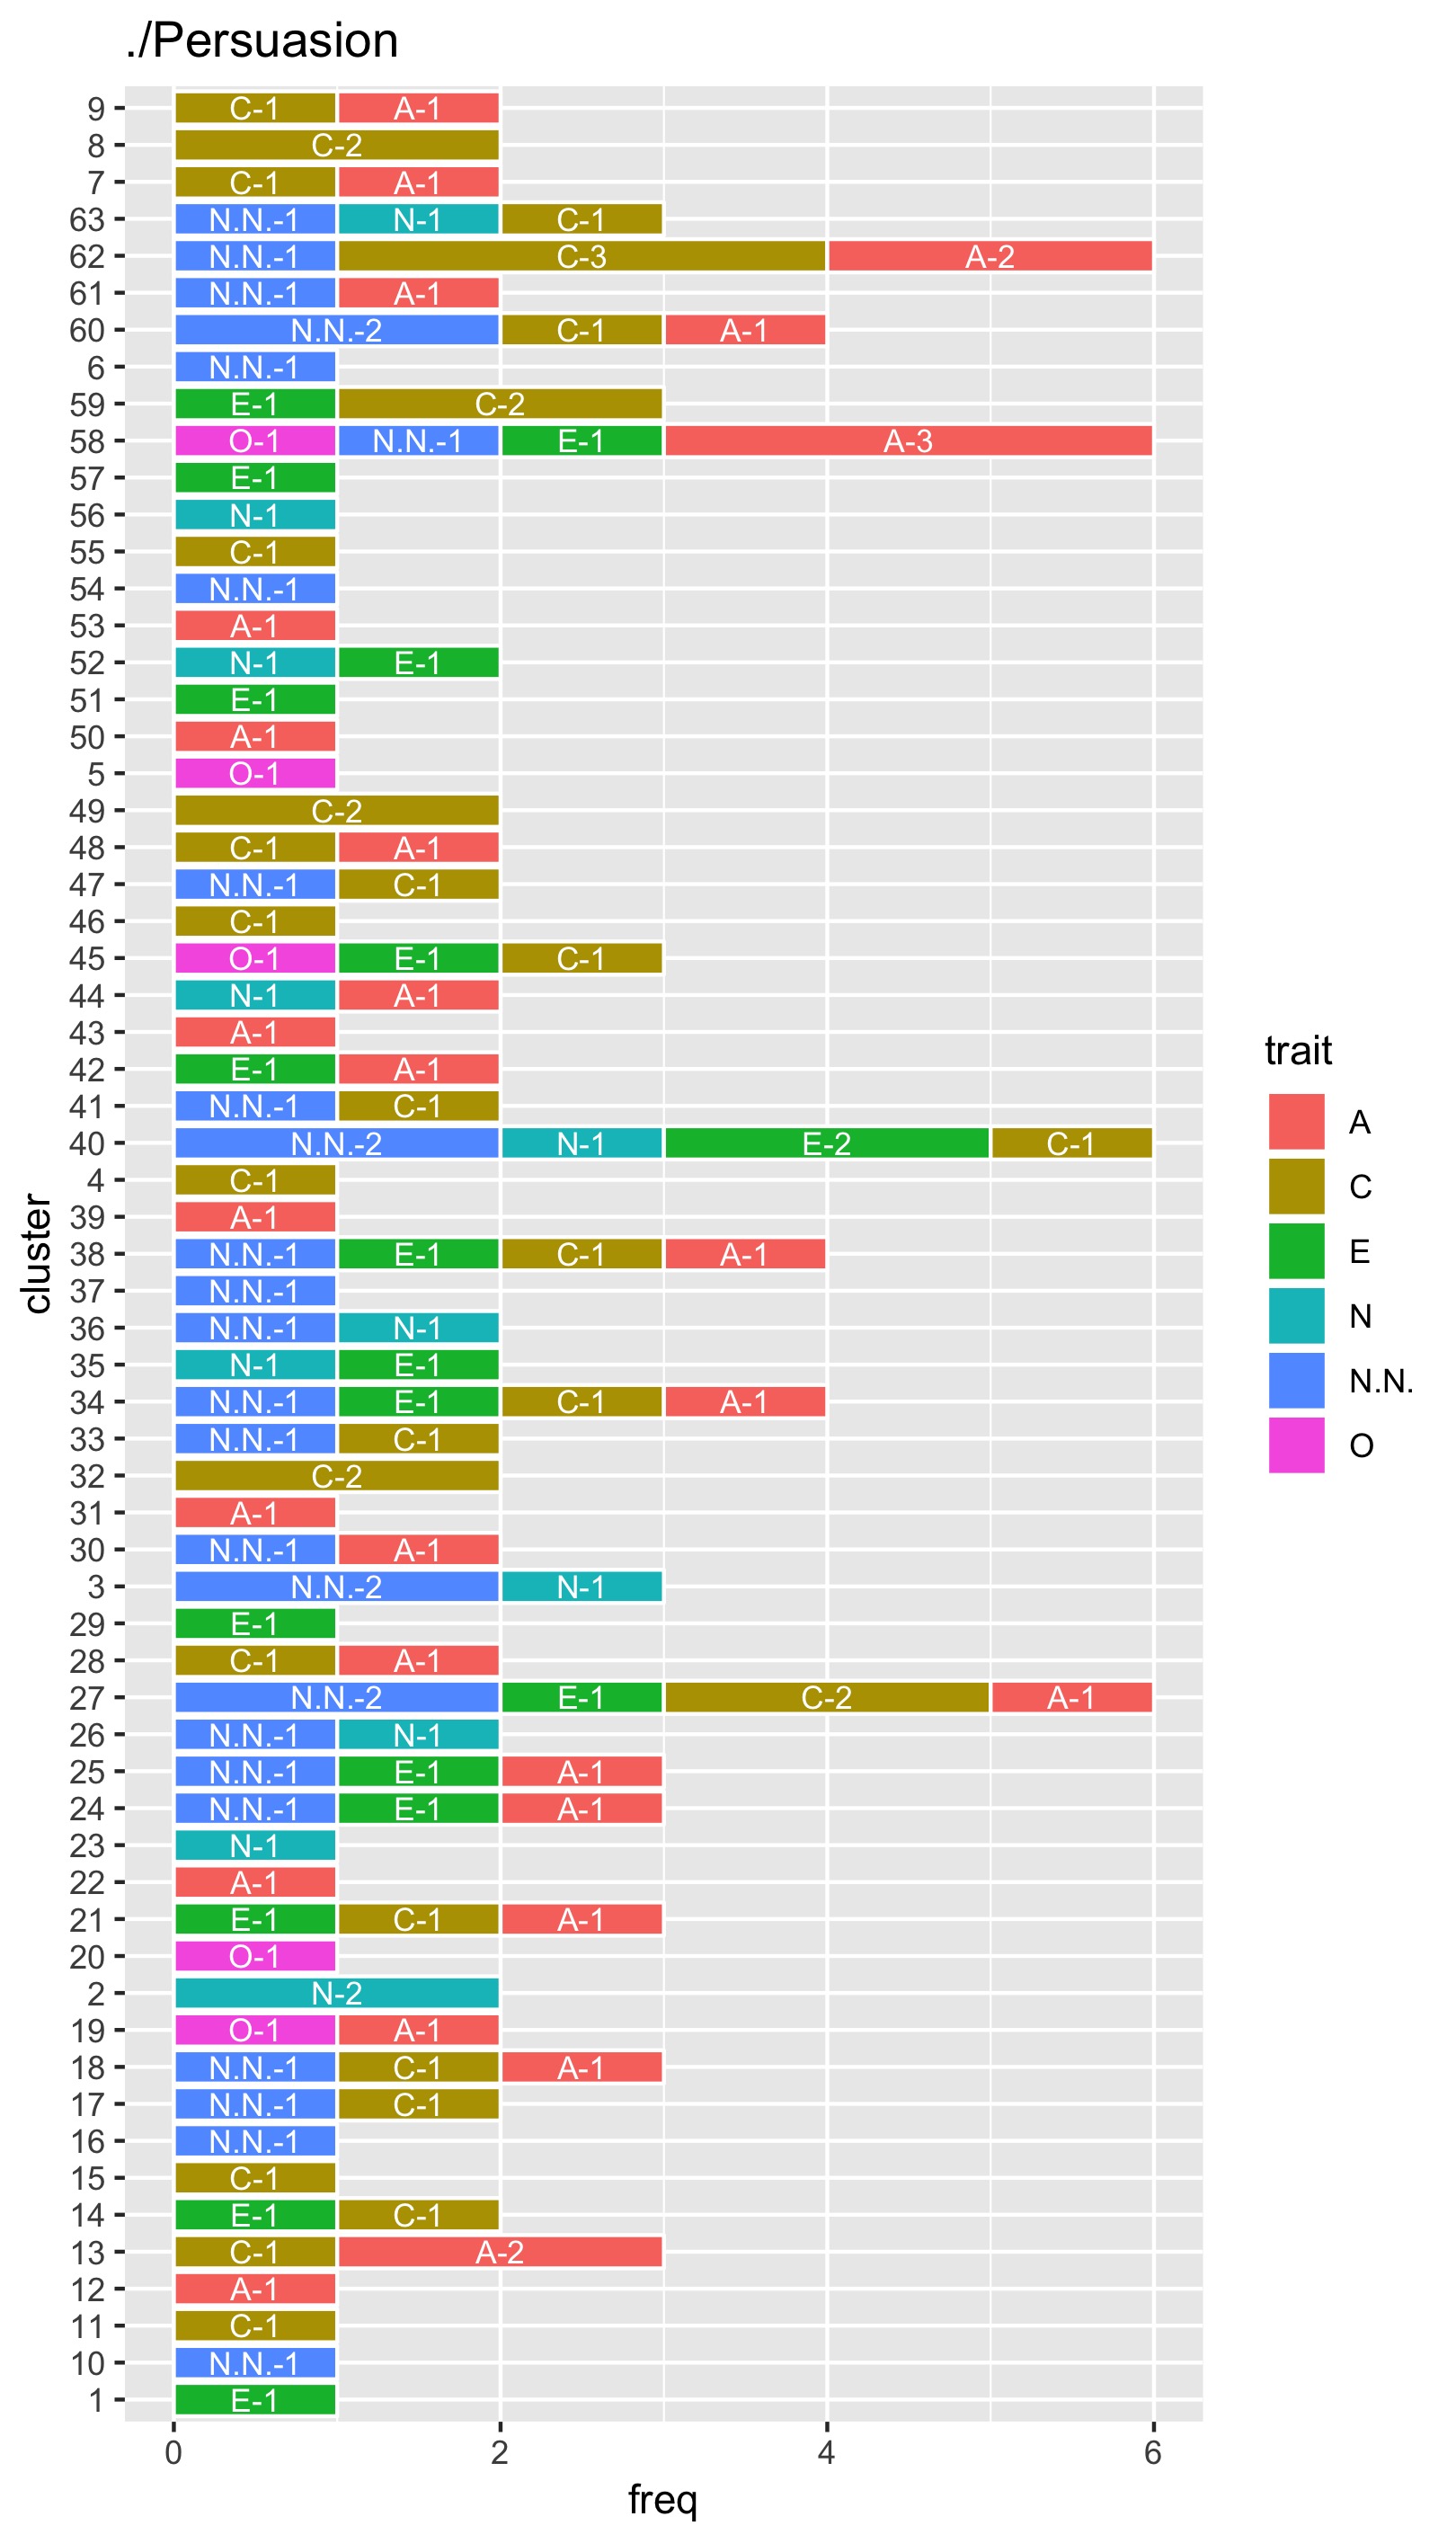 ./Persuasion
9 C-1 A-1
8 C-2
7 C-1 A-1
63 N.N.-1 N-1 C-1
62 N.N.-1 C-3 A-2
61 N.N.-1 A-1
60 N.N.-2 C-1 A-1
6 N.N.-1
59 E-1 C-2
58 O-1 N.N.-1 E-1 A-3
57 E-1
56 N-1
55 C-1
54 N.N.-1
53 A-1
52 N-1 E-1
51 E-1
50 A-1
5 O-1
49 C-2
48 C-1 A-1
47 N.N.-1 C-1
46 C-1
45 O-1 E-1 C-1
44 N-1 A-1
43 A-1
42 E-1 A-1
41 N.N.-1 C-1
40 N.N.-2 N-1 E-2 C-1
4 C-1
39 A-1
38 N.N.-1 E-1 C-1 A-1
37 N.N.-1
36 N.N.-1 N-1
35 N-1 E-1
34 N.N.-1 E-1 C-1 A-1
33 N.N.-1 C-1
32 C-2
31 A-1
30 N.N.-1 A-1
3 N.N.-2 N-1
29 E-1
28 C-1 A-1
27 N.N.-2 E-1 C-2 A-1
26 N.N.-1 N-1
25 N.N.-1 E-1 A-1
24 N.N.-1 E-1 A-1
23 N-1
22 A-1
21 E-1 C-1 A-1
20 O-1
2 N-2
19 O-1 A-1
18 N.N.-1 C-1 A-1
17 N.N.-1 C-1
16 N.N.-1
15 C-1
14 E-1 C-1
13 C-1 A-2
12 A-1
11 C-1
10 N.N.-1
1 E-1
0 2 4 6
freq
cluster
trait
A
C
E
N
N.N.
O